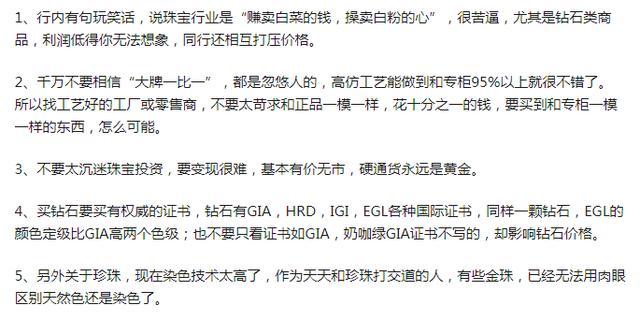 1、行内有句玩笑话，说珠宝行业是“赚卖白菜的钱，操卖白粉的心”，很苦逼，尤其是钻石类商
品，利润低得你无法想象，同行还相互打压价格。
2、千万不要相信“大牌一比一”，都是忽悠人的，高仿工艺能做到和专柜95%以上就很不错了。
所以找工艺好的工厂或零售商，不要太苛求和正品一模一样，花十分之一的钱，要买到和专柜一模
一样的东西，怎么可能。
3、不要太沉迷珠宝投资，要变现很难，基本有价无市，硬通货永远是黄金。
4、买钻石要买有权威的证书，钻石有GIA，HRD，IGI，EGL各种国际证书，同样一颗钻石，EGL的
颜色定级比GIA高两个色级；也不要只看证书如GIA，奶咖绿GIA证书不写的，却影响钻石价格。
5、另外关于珍珠，现在染色技术太高了，作为天天和珍珠打交道的人，有些金珠，已经无法用肉眼
区别天然色还是染色了。